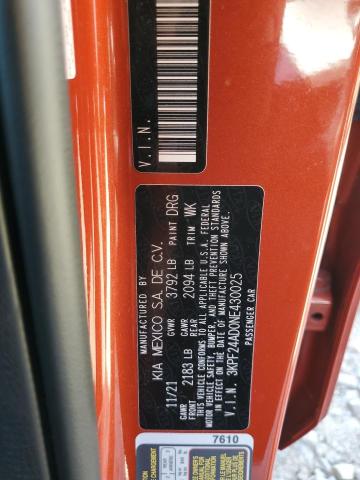 V.I.N.
KIA MEXICO S.A. DE C.V.
11/21 GVWR 3792 LB PAINT DRG
GAWR FRONT 2183 LB GAWR REAR 2094 LB TRIM WK
THIS VEHICLE CONFORMS TO ALL APPLICABLE U.S.A. FEDERAL
MOTOR VEHICLE SAFETY, BUMPER, AND THEFT PREVENTION STANDARDS
IN EFFECT ON THE DATE OF MANUFACTURE SHOWN ABOVE.
V.I.N. 3KPF24AD0NE430025
PASSENGER CAR
7610